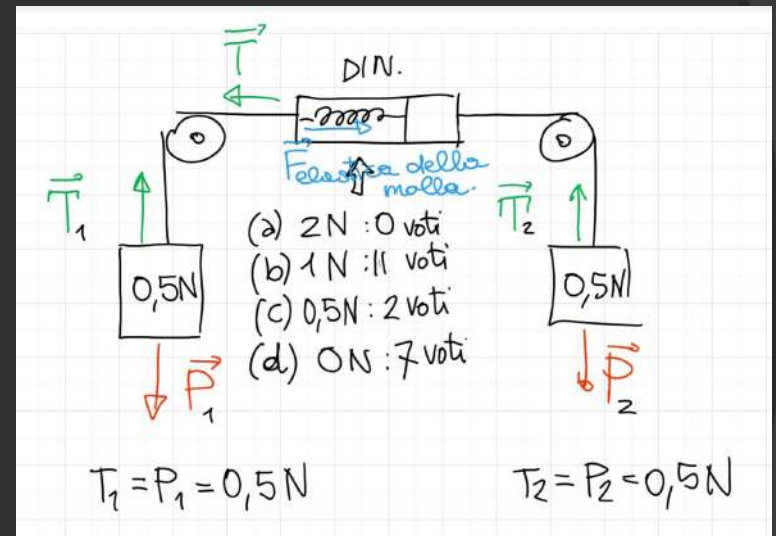 T
DIN.
Felastica della
molla.
T1
T2
(a) 2N : 0 voti
(b) 1N : 11 voti
(c) 0,5N : 2 voti
(d) 0N : 7 voti
0,5N
0,5N
P1
P2
T1 = P1 = 0,5N
T2 = P2 = 0,5N